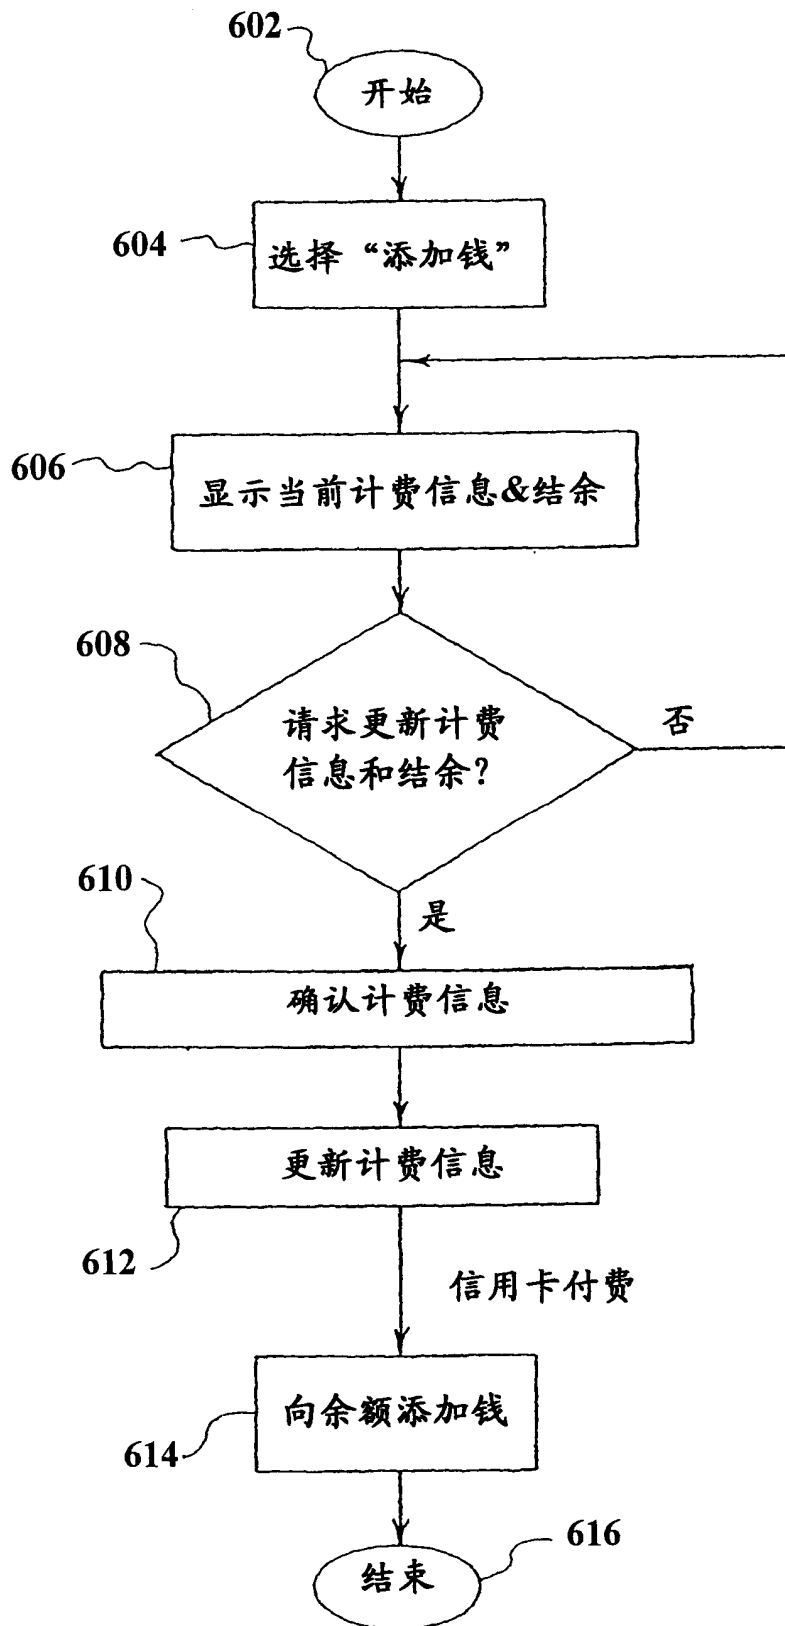 602
开始
604
选择“添加钱”
606
显示当前计费信息&结余
608
请求更新计费
信息和结余？
否
610
是
确认计费信息
更新计费信息
612
信用卡付费
向余额添加钱
614
616
结束